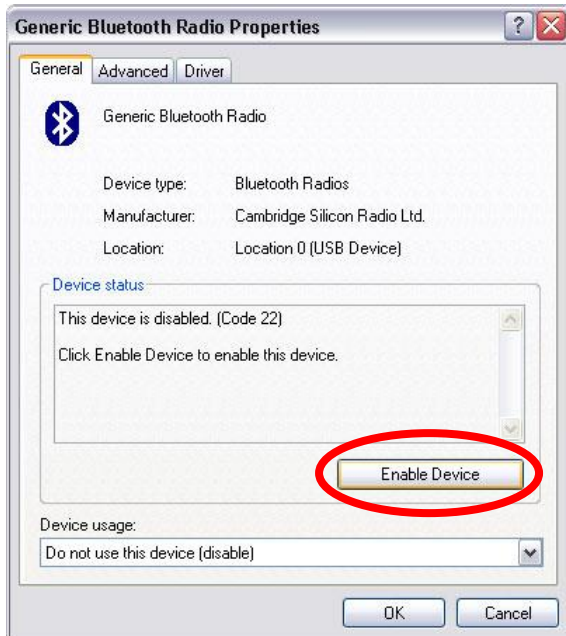 Generic Bluetooth Radio Properties
General Advanced Driver
Generic Bluetooth Radio
Device type: Bluetooth Radios
Manufacturer: Cambridge Silicon Radio Ltd.
Location: Location 0 (USB Device)
Device status
This device is disabled. (Code 22)
Click Enable Device to enable this device.
Enable Device
Device usage:
Do not use this device (disable)
OK Cancel